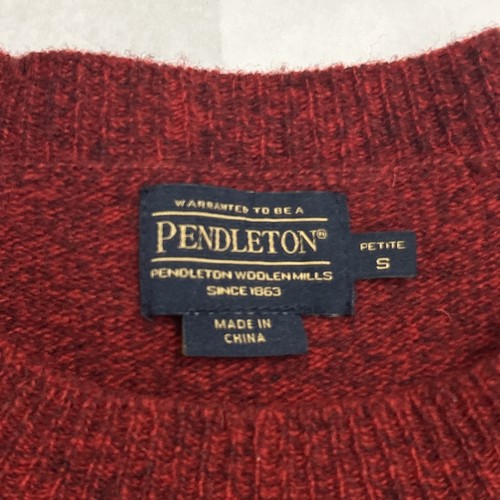 WARRANTED TO BE A
PENDLETON®
PENDLETON WOOLEN MILLS
SINCE 1863
PETITE
S
MADE IN
CHINA